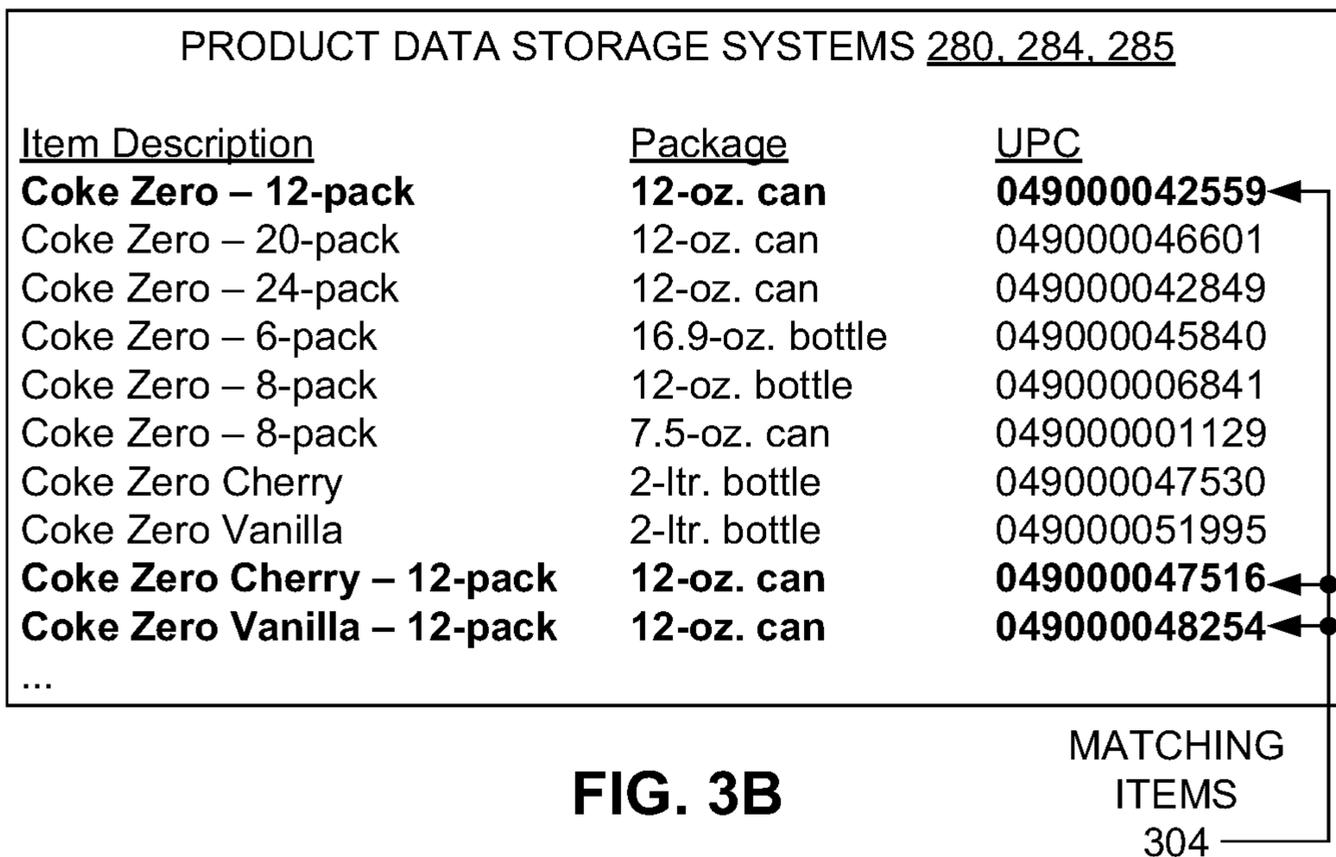 PRODUCT DATA STORAGE SYSTEMS 280, 284, 285
Item Description Package UPC
Coke Zero – 12-pack 12-oz. can 049000042559
Coke Zero – 20-pack 12-oz. can 049000046601
Coke Zero – 24-pack 12-oz. can 049000042849
Coke Zero – 6-pack 16.9-oz. bottle 049000045840
Coke Zero – 8-pack 12-oz. bottle 049000006841
Coke Zero – 8-pack 7.5-oz. can 049000001129
Coke Zero Cherry 2-ltr. bottle 049000047530
Coke Zero Vanilla 2-ltr. bottle 049000051995
Coke Zero Cherry – 12-pack 12-oz. can 049000047516
Coke Zero Vanilla – 12-pack 12-oz. can 049000048254
...
MATCHING
ITEMS
304
FIG. 3B